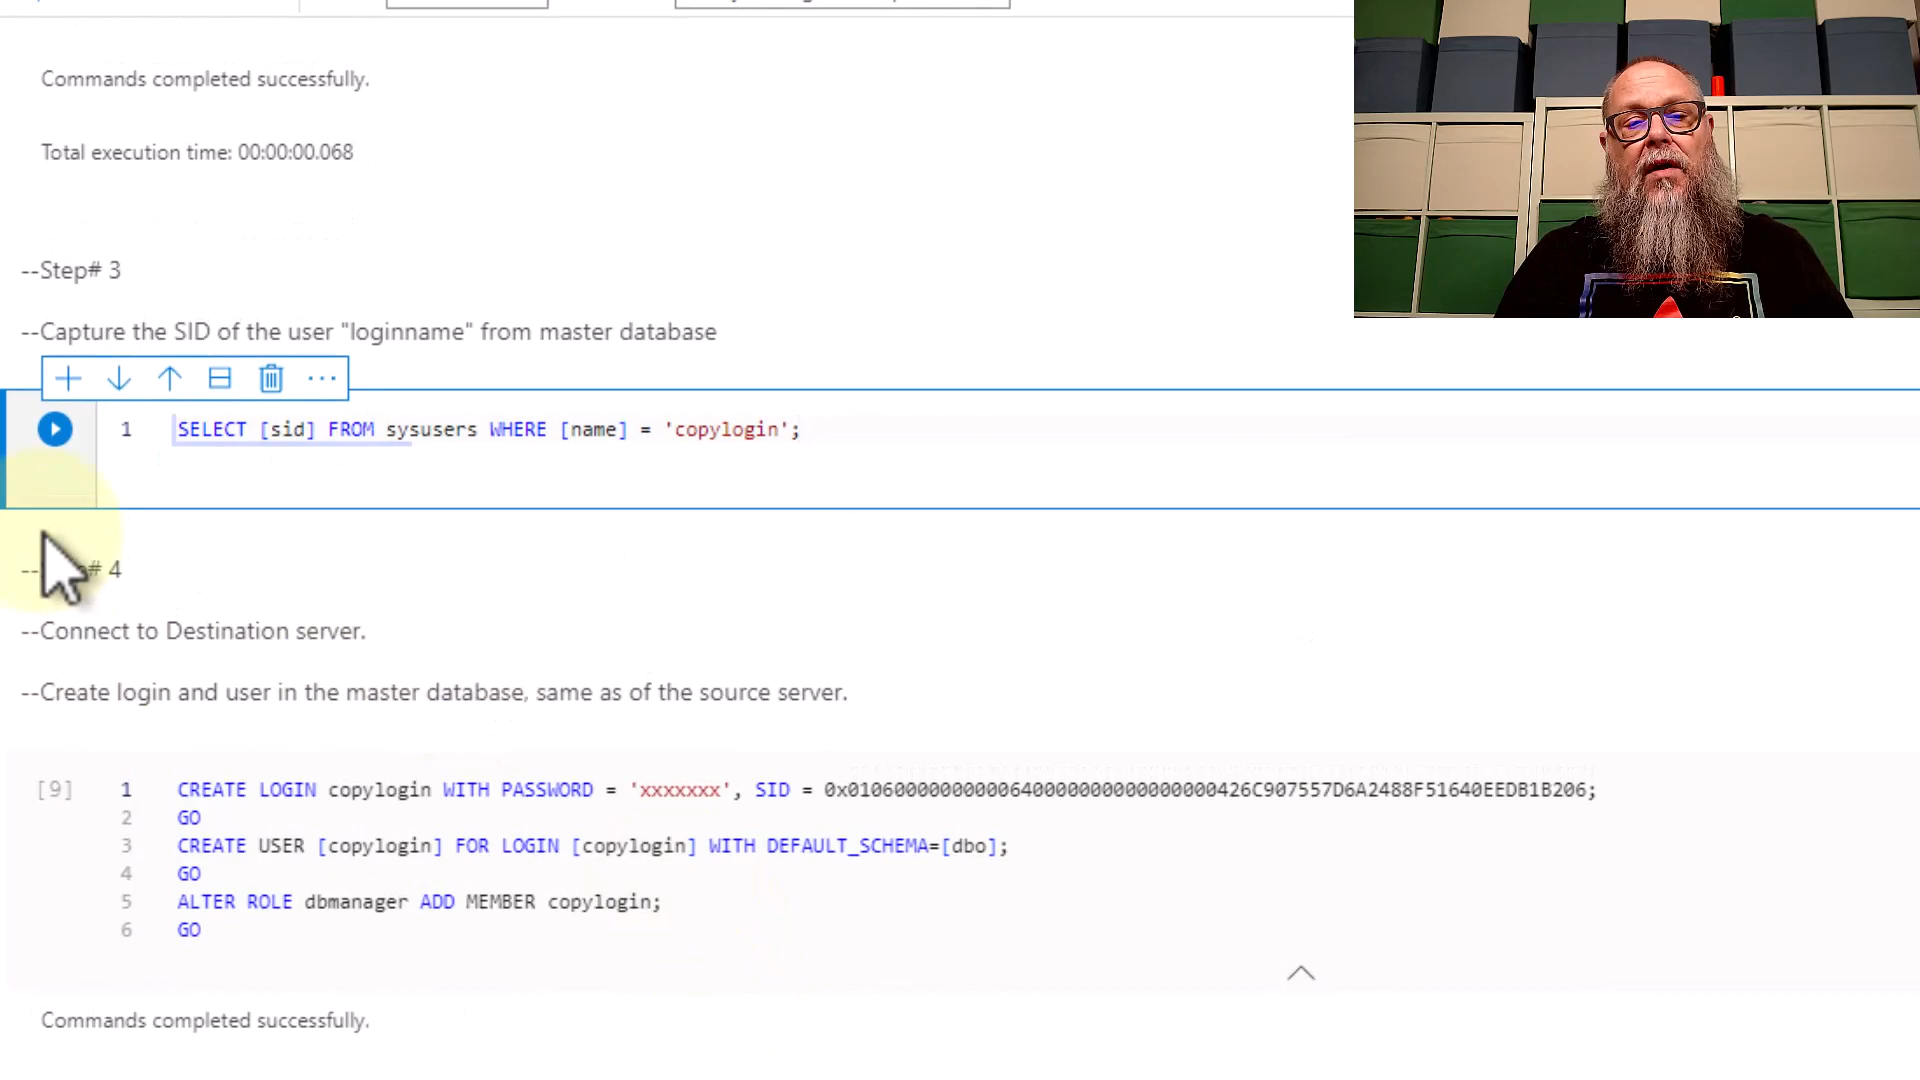 Commands completed successfully.
Total execution time: 00:00:00.068
--Step# 3
--Capture the SID of the user "loginname" from master database
1 SELECT [sid] FROM sysusers WHERE [name] = 'copylogin';
--# 4
--Connect to Destination server.
--Create login and user in the master database, same as of the source server.
[9] 1 CREATE LOGIN copylogin WITH PASSWORD = 'xxxxxxx', SID = 0x01060000000000640000000000000000426C907557D6A2488F51640EEDB1B206;
2 GO
3 CREATE USER [copylogin] FOR LOGIN [copylogin] WITH DEFAULT_SCHEMA=[dbo];
4 GO
5 ALTER ROLE dbmanager ADD MEMBER copylogin;
6 GO
Commands completed successfully.